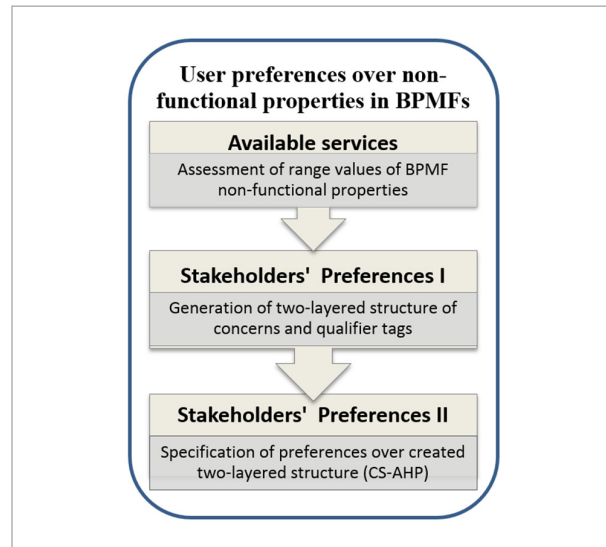 User preferences over non-
functional properties in BPMFs
Available services
Assessment of range values of BPMF
non-functional properties
Stakeholders' Preferences I
Generation of two-layered structure of
concerns and qualifier tags
Stakeholders' Preferences II
Specification of preferences over created
two-layered structure (CS-AHP)